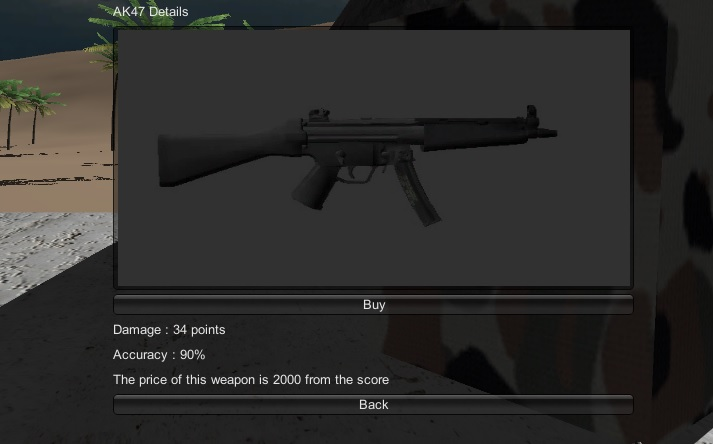 AK47 Details
Buy
Damage : 34 points
Accuracy : 90%
The price of this weapon is 2000 from the score
Back